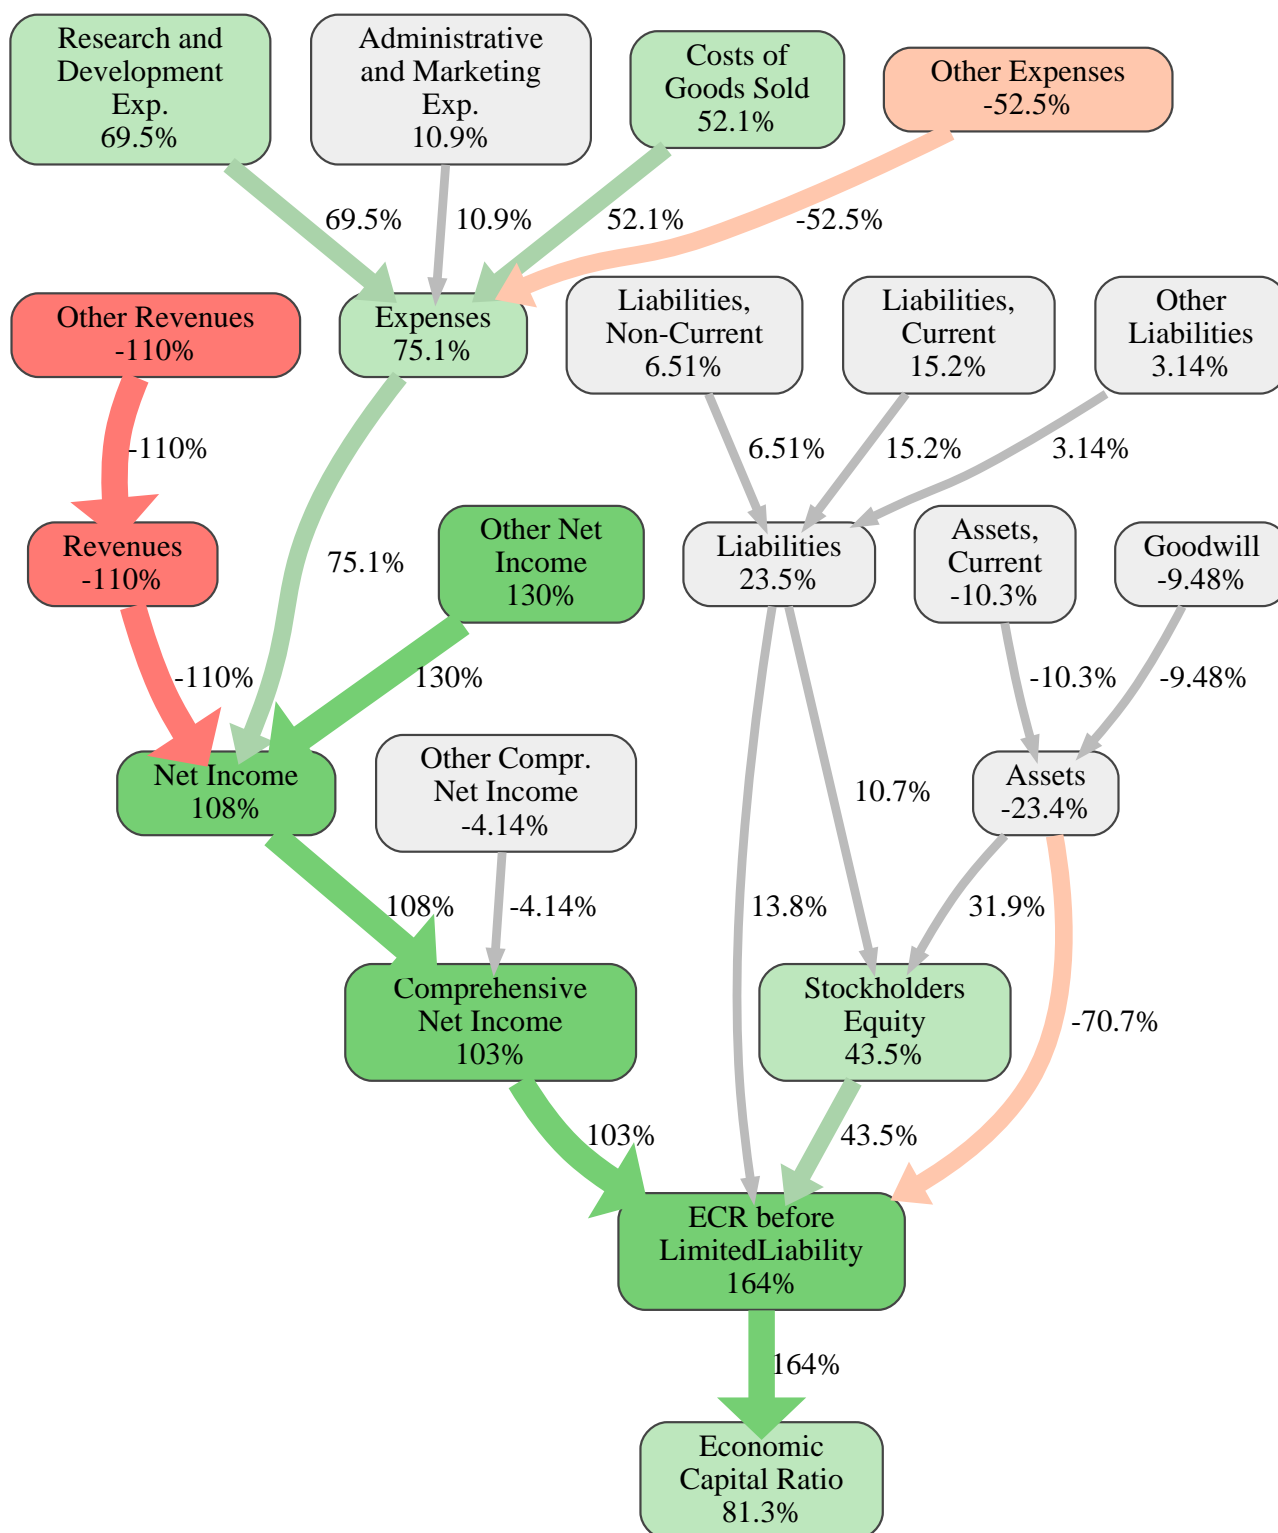 Research and
Development
Exp.
69.5%
Administrative
and Marketing
Exp.
10.9%
Costs of
Goods Sold
52.1%
Other Expenses
-52.5%
69.5%
10.9%
52.1%
-52.5%
Other Revenues
-110%
Expenses
75.1%
Liabilities,
Non-Current
6.51%
Liabilities,
Current
15.2%
Other
Liabilities
3.14%
-110%
6.51%
15.2%
3.14%
Revenues
-110%
75.1%
Other Net
Income
130%
Liabilities
23.5%
Assets,
Current
-10.3%
Goodwill
-9.48%
-110%
130%
-10.3%
-9.48%
Net Income
108%
Other Compr.
Net Income
-4.14%
10.7%
Assets
-23.4%
108%
-4.14%
13.8%
31.9%
Comprehensive
Net Income
103%
Stockholders
Equity
43.5%
-70.7%
103%
43.5%
ECR before
LimitedLiability
164%
164%
Economic
Capital Ratio
81.3%